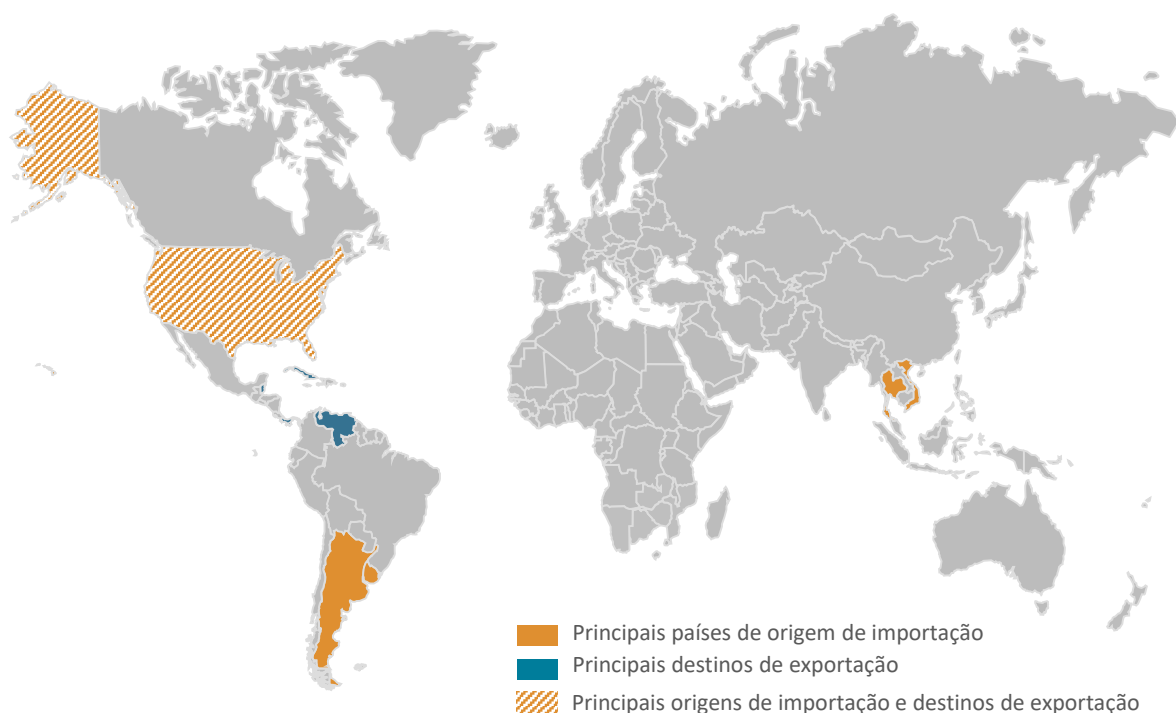 Principais países de origem de importação
Principais destinos de exportação
Principais origens de importação e destinos de exportação